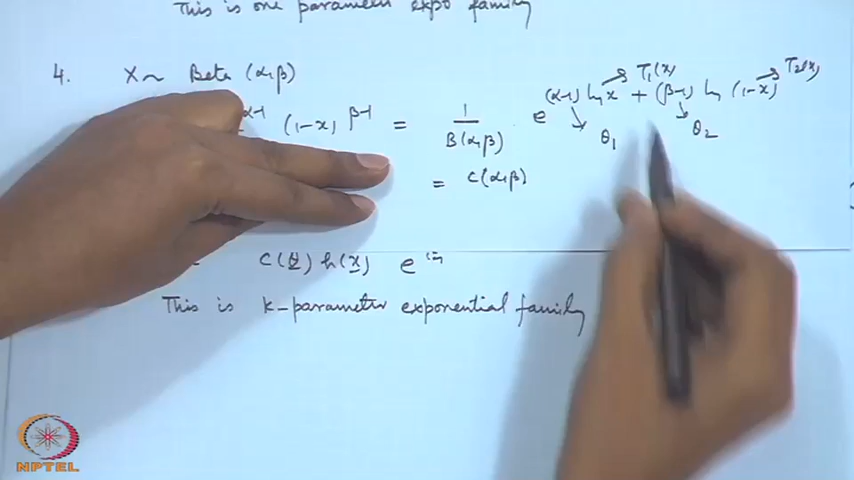 This is one parameter expo family
4. X ~ Beta (α, β)
α-1 (1-x) β-1 = 1 / B(α, β) · e (α-1) ln x + (β-1) ln (1-x)
→ T₁(x) → T₂(x)
θ₁ θ₂
= c(α, β)
c(θ) h(x) e
This is k-parameter exponential family
NPTEL